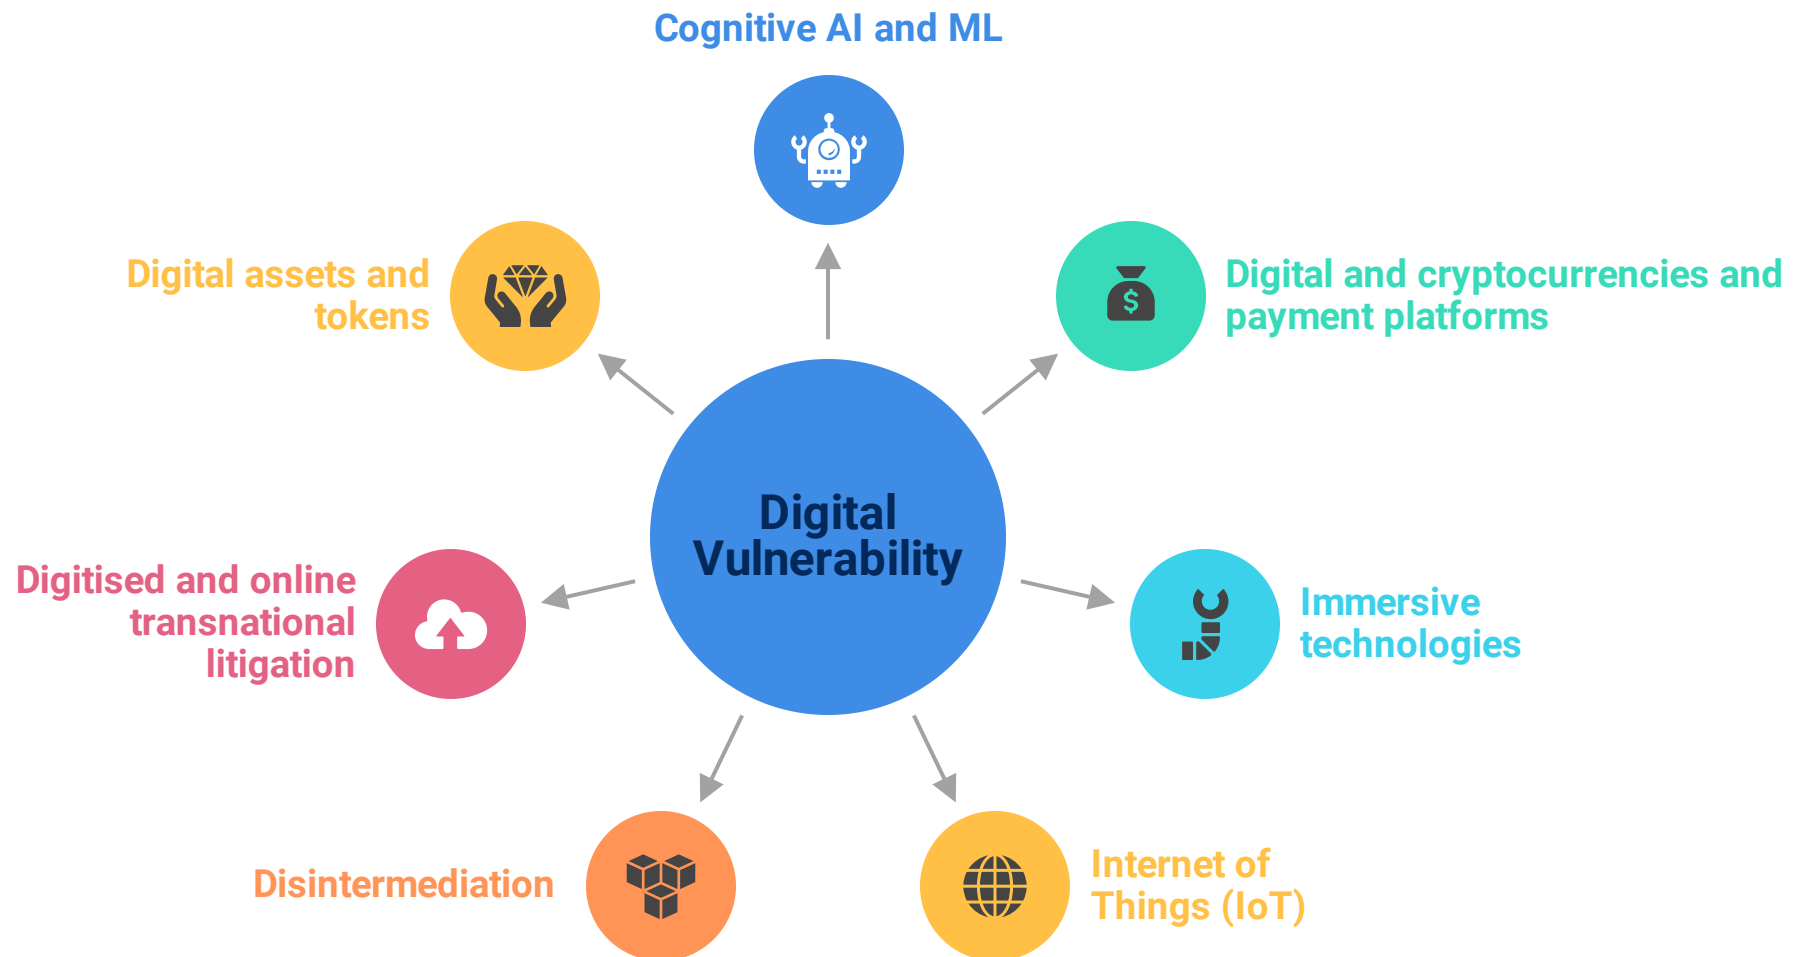 Cognitive AI and ML
Digital assets and
tokens
Digital and cryptocurrencies and
payment platforms
$
Digital
Vulnerability
Digitised and online
transnational
litigation
Immersive
technologies
Disintermediation
Internet of
Things (IoT)